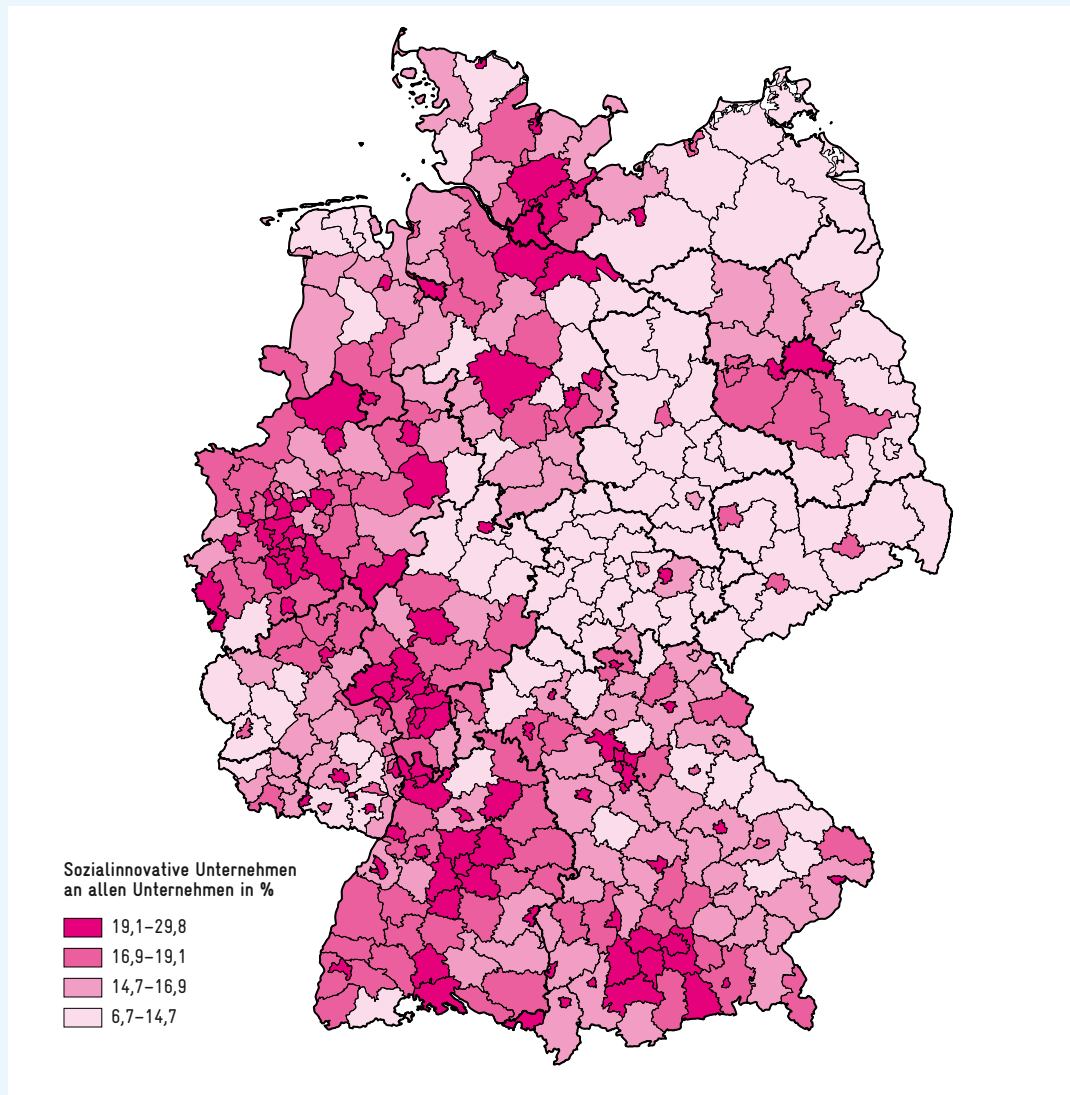 Sozialinnovative Unternehmen
an allen Unternehmen in %
19,1–29,8
16,9–19,1
14,7–16,9
6,7–14,7